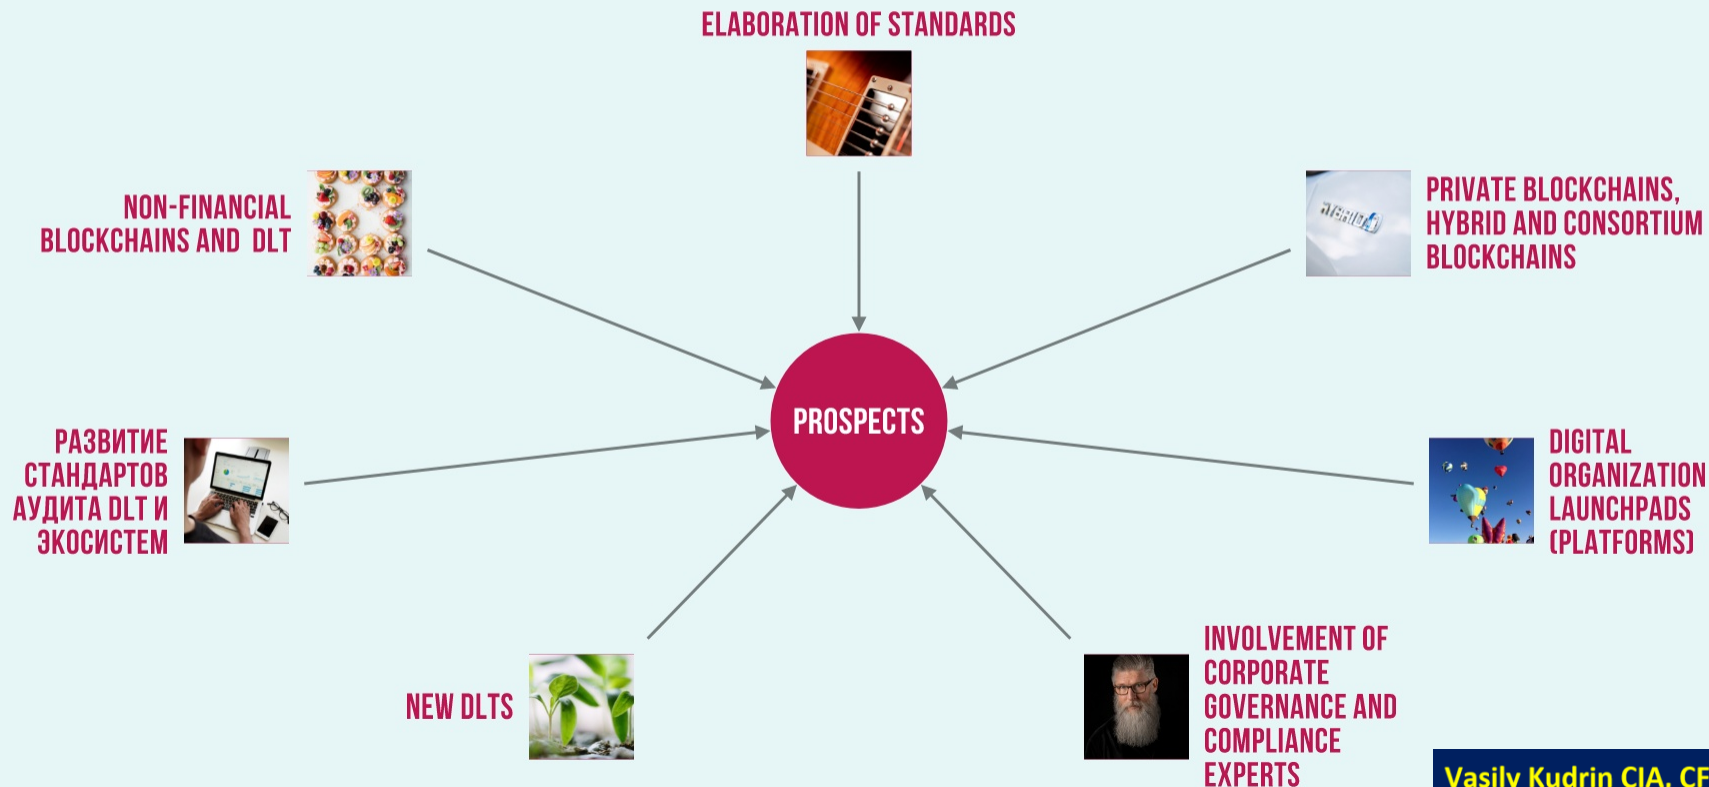 ELABORATION OF STANDARDS
NON-FINANCIAL
BLOCKCHAINS AND DLT
PRIVATE BLOCKCHAINS,
HYBRID AND CONSORTIUM
BLOCKCHAINS
PROSPECTS
РАЗВИТИЕ
СТАНДАРТОВ
АУДИТА DLT И
ЭКОСИСТЕМ
DIGITAL
ORGANIZATION
LAUNCHPADS
(PLATFORMS)
NEW DLTS
INVOLVEMENT OF
CORPORATE
GOVERNANCE AND
COMPLIANCE
EXPERTS
Vasily Kudrin CIA,